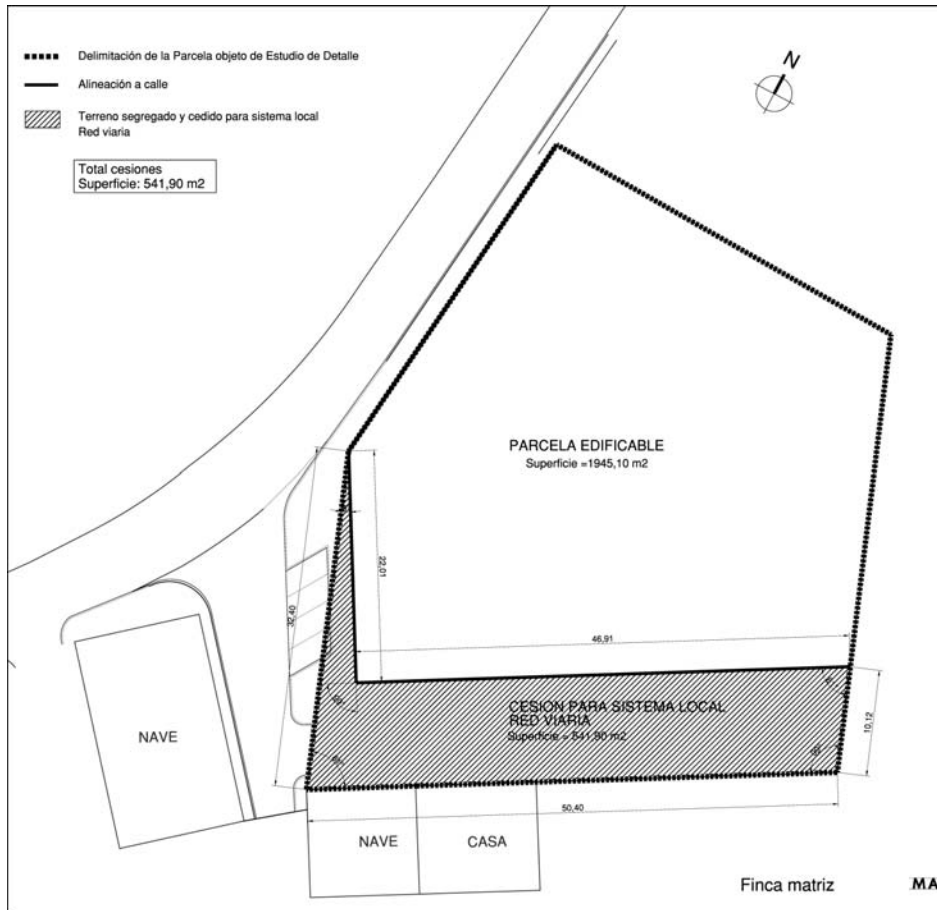 Delimitación de la Parcela objeto de Estudio de Detalle
Alineación a calle
Terreno segregado y cedido para sistema local
Red viaria
Total cesiones
Superficie: 541,90 m2
N
PARCELA EDIFICABLE
Superficie =1945,10 m2
22,01
32,40
46,91
CESION PARA SISTEMA LOCAL
RED VIARIA
Superficie = 541,90 m2
10,12
50,40
NAVE
NAVE
CASA
Finca matriz
MA